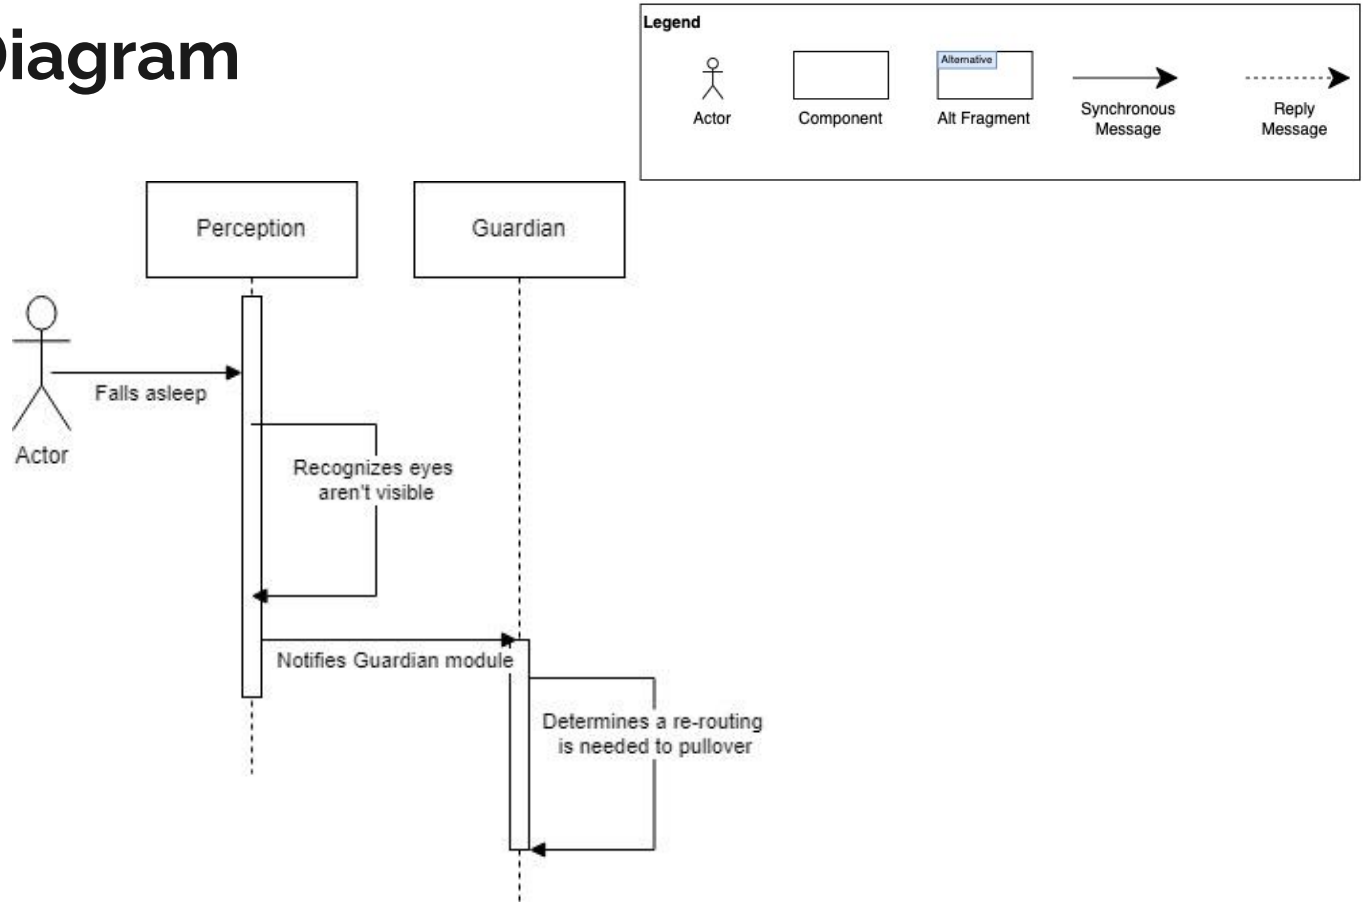 Diagram
Legend
Alternative
Actor
Component
Alt Fragment
Synchronous
Message
Reply
Message
Perception
Guardian
Falls asleep
Actor
Recognizes eyes
aren't visible
Notifies Guardian module
Determines a re-routing
is needed to pullover